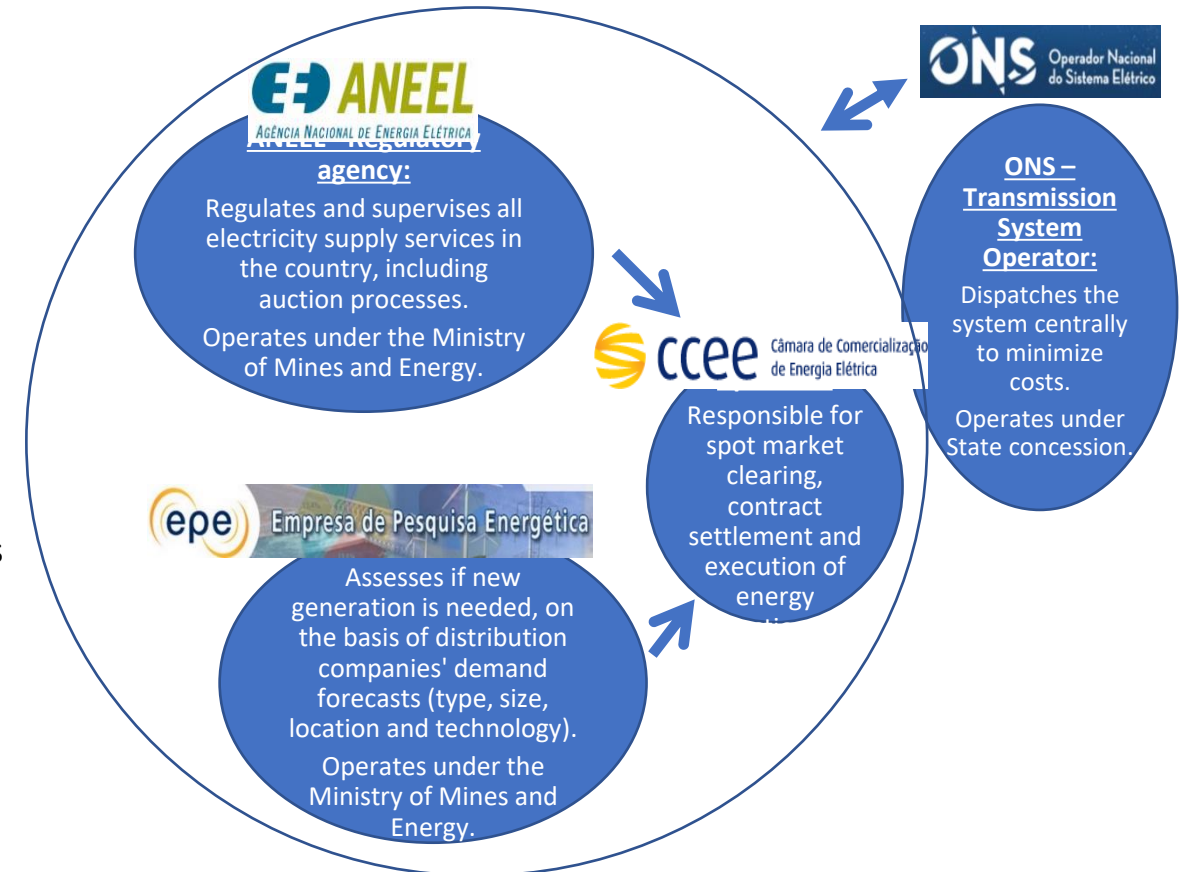 ANEEL
AGÊNCIA NACIONAL DE ENERGIA ELÉTRICA
ANEEL - Regulatory
agency:
Regulates and supervises all
electricity supply services in
the country, including
auction processes.
Operates under the Ministry
of Mines and Energy.
ONS Operador Nacional
do Sistema Elétrico
ONS –
Transmission
System
Operator:
Dispatches the
system centrally
to minimize
costs.
Operates under
State concession.
ccee Câmara de Comercialização
de Energia Elétrica
Responsible for
spot market
clearing,
contract
settlement and
execution of
energy
epe Empresa de Pesquisa Energética
Assesses if new
generation is needed, on
the basis of distribution
companies' demand
forecasts (type, size,
location and technology).
Operates under the
Ministry of Mines and
Energy.
s